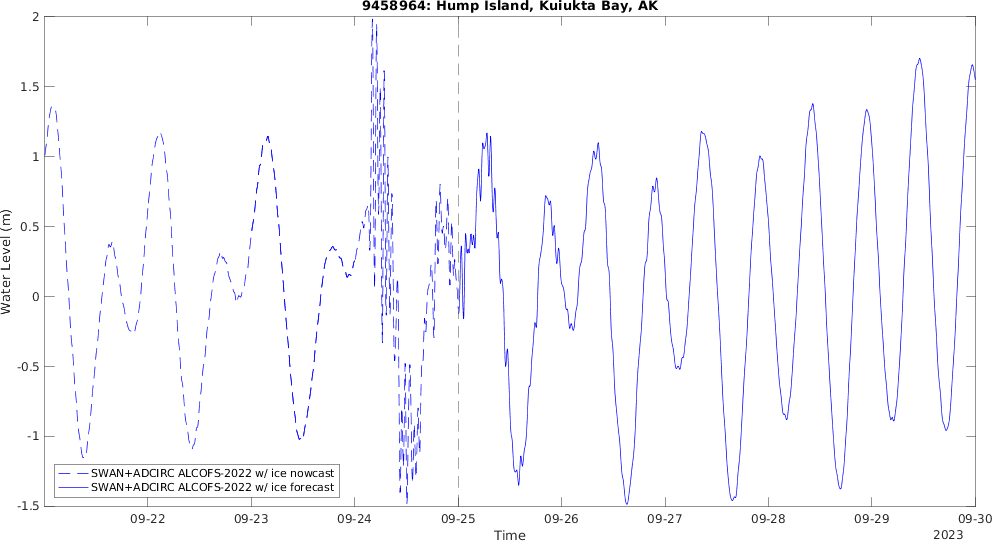 9458964: Hump Island, Kuiukta Bay, AK
Water Level (m)
2
1.5
1
0.5
0
-0.5
-1
-1.5
SWAN+ADCIRC ALCOFS-2022 w/ ice nowcast
SWAN+ADCIRC ALCOFS-2022 w/ ice forecast
09-22 09-23 09-24 09-25 09-26 09-27 09-28 09-29 09-30
Time
2023